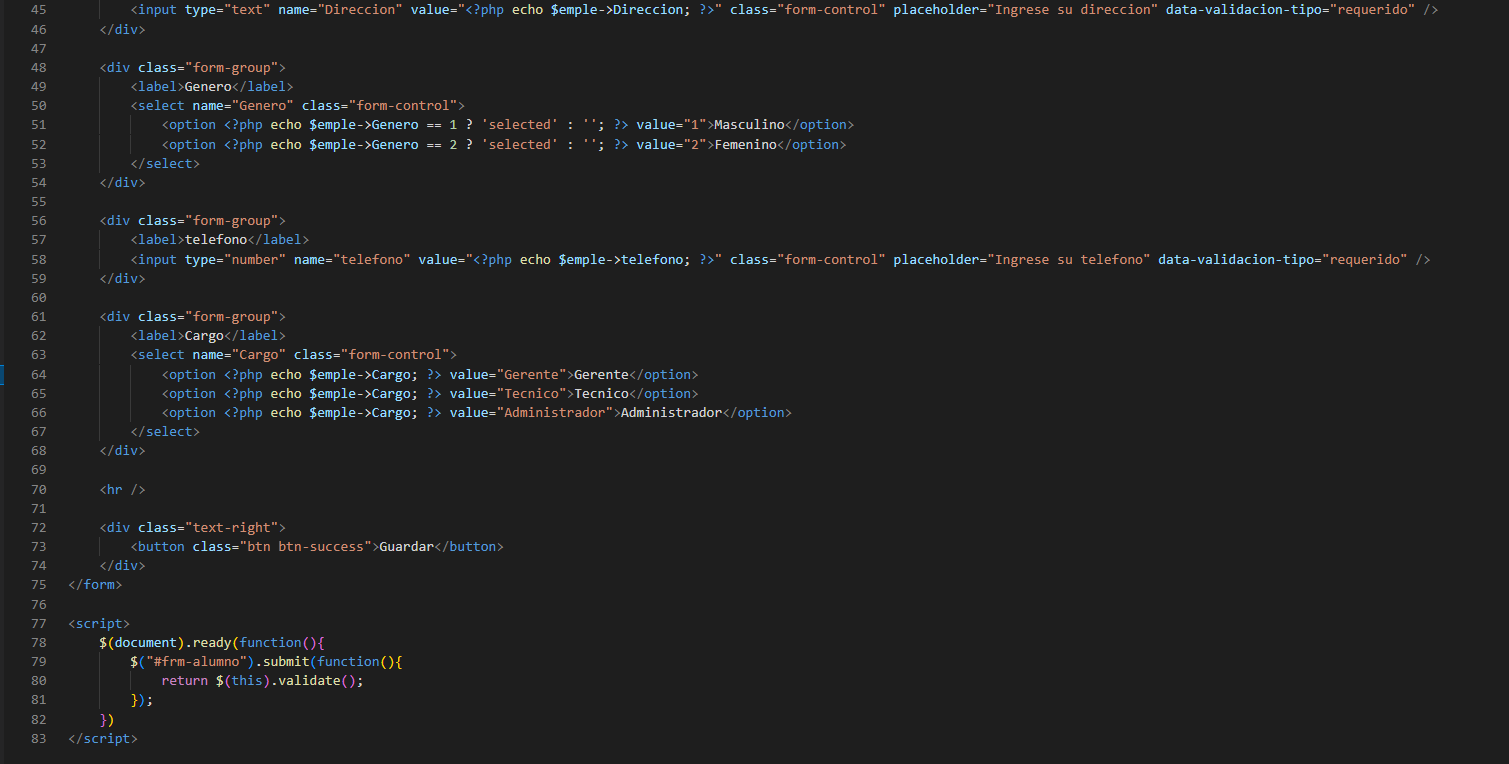 45 <input type="text" name="Direccion" value="<?php echo $emple->Direccion; ?>" class="form-control" placeholder="Ingrese su direccion" data-validacion-tipo="requerido" />
46 </div>
47
48 <div class="form-group">
49 <label>Genero</label>
50 <select name="Genero" class="form-control">
51 <option <?php echo $emple->Genero == 1 ? 'selected' : ''; ?> value="1">Masculino</option>
52 <option <?php echo $emple->Genero == 2 ? 'selected' : ''; ?> value="2">Femenino</option>
53 </select>
54 </div>
55
56 <div class="form-group">
57 <label>telefono</label>
58 <input type="number" name="telefono" value="<?php echo $emple->telefono; ?>" class="form-control" placeholder="Ingrese su telefono" data-validacion-tipo="requerido" />
59 </div>
60
61 <div class="form-group">
62 <label>Cargo</label>
63 <select name="Cargo" class="form-control">
64 <option <?php echo $emple->Cargo; ?> value="Gerente">Gerente</option>
65 <option <?php echo $emple->Cargo; ?> value="Tecnico">Tecnico</option>
66 <option <?php echo $emple->Cargo; ?> value="Administrador">Administrador</option>
67 </select>
68 </div>
69
70 <hr />
71
72 <div class="text-right">
73 <button class="btn btn-success">Guardar</button>
74 </div>
75 </form>
76
77 <script>
78 $(document).ready(function(){
79 $("#frm-alumno").submit(function(){
80 return $(this).validate();
81 });
82 })
83 </script>